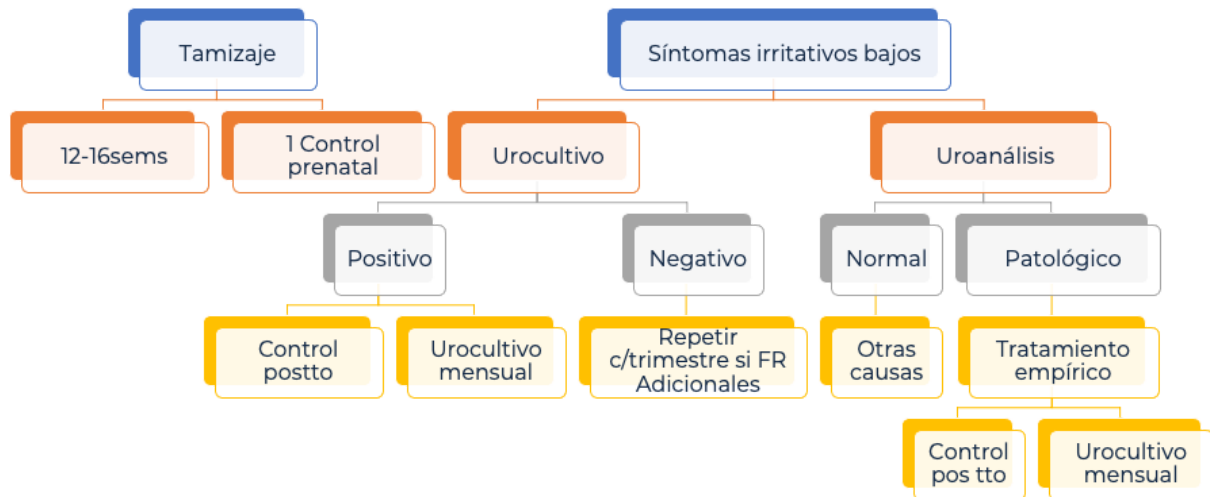 Tamizaje
Síntomas irritativos bajos
12-16sems
1 Control
prenatal
Urocultivo
Uroanálisis
Positivo
Negativo
Normal
Patológico
Control
postto
Urocultivo
mensual
Repetir
c/trimestre si FR
Adicionales
Otras
causas
Tratamiento
empírico
Control
pos tto
Urocultivo
mensual